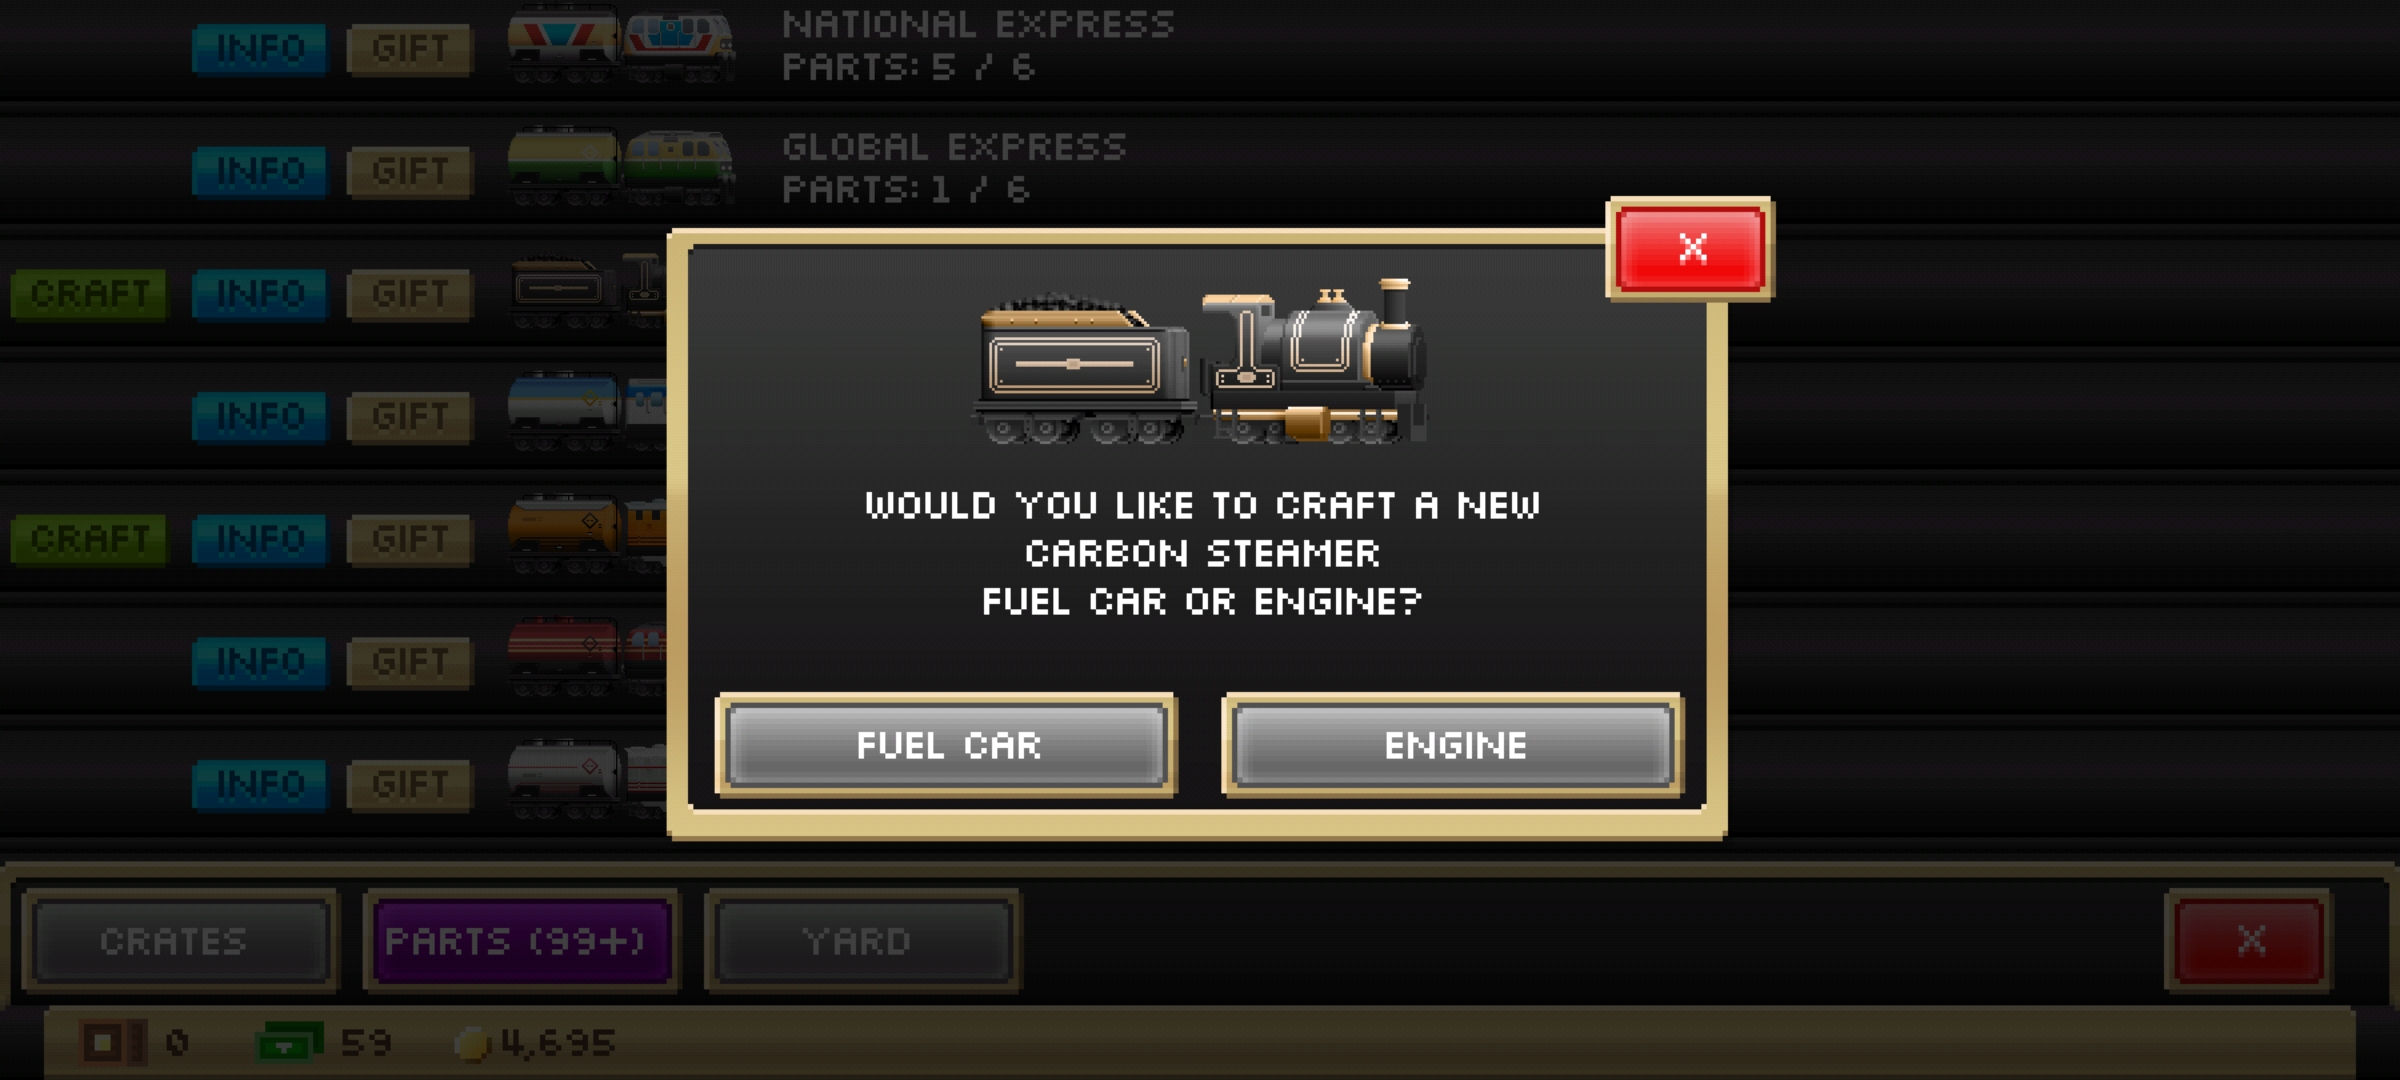 INFO GIFT NATIONAL EXPRESS
PARTS: 5 / 6
INFO GIFT GLOBAL EXPRESS
PARTS: 1 / 6
CRAFT INFO GIFT
INFO GIFT
CRAFT INFO GIFT
INFO GIFT
INFO GIFT
X
WOULD YOU LIKE TO CRAFT A NEW
CARBON STEAMER
FUEL CAR OR ENGINE?
FUEL CAR ENGINE
CRATES PARTS (99+) YARD X
0 59 4,695